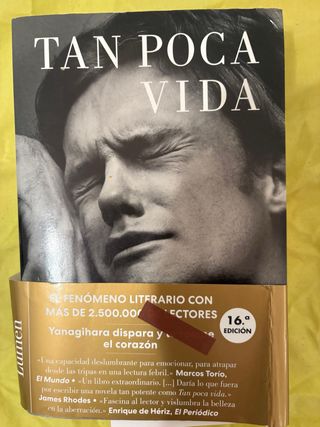 TAN POCA
VIDA
FENÓMENO LITERARIO CON
MÁS DE 2.500.000 LECTORES
Yanagihara dispara y
el corazón
16.ª
EDICIÓN
«Una capacidad deslumbrante para emocionar, para atrapar
desde las tripas en una lectura febril.» Marcos Torío,
El Mundo • «Un libro extraordinario. [...] Daría lo que fuera
por escribir una novela tan potente como Tan poca vida.»
James Rhodes • «Fascina al lector y vislumbra la belleza
en la aberración.» Enrique de Hériz, El Periódico
Lumen